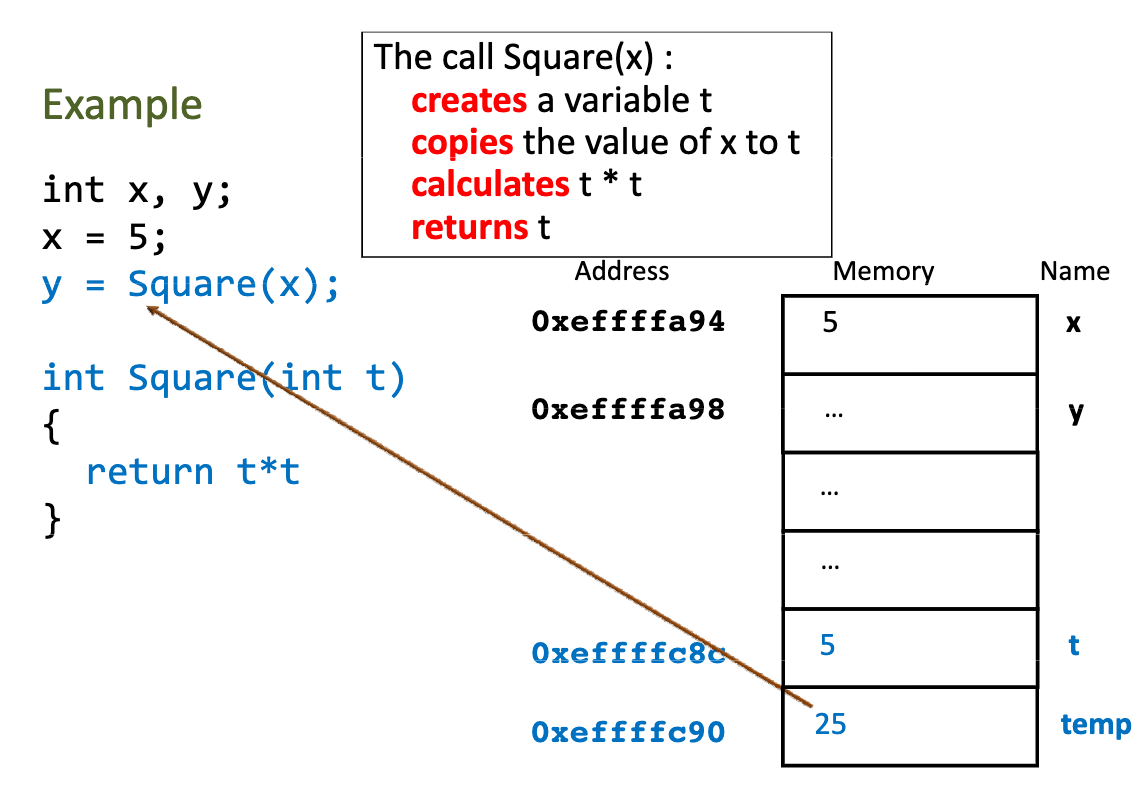 The call Square(x) :
creates a variable t
copies the value of x to t
calculates t * t
returns t
Example
int x, y;
x = 5;
y = Square(x);
int Square(int t)
{
return t*t
}
Address Memory Name
0xeffffa94 5 x
0xeffffa98 … y
…
…
0xeffffc8c 5 t
0xeffffc90 25 temp